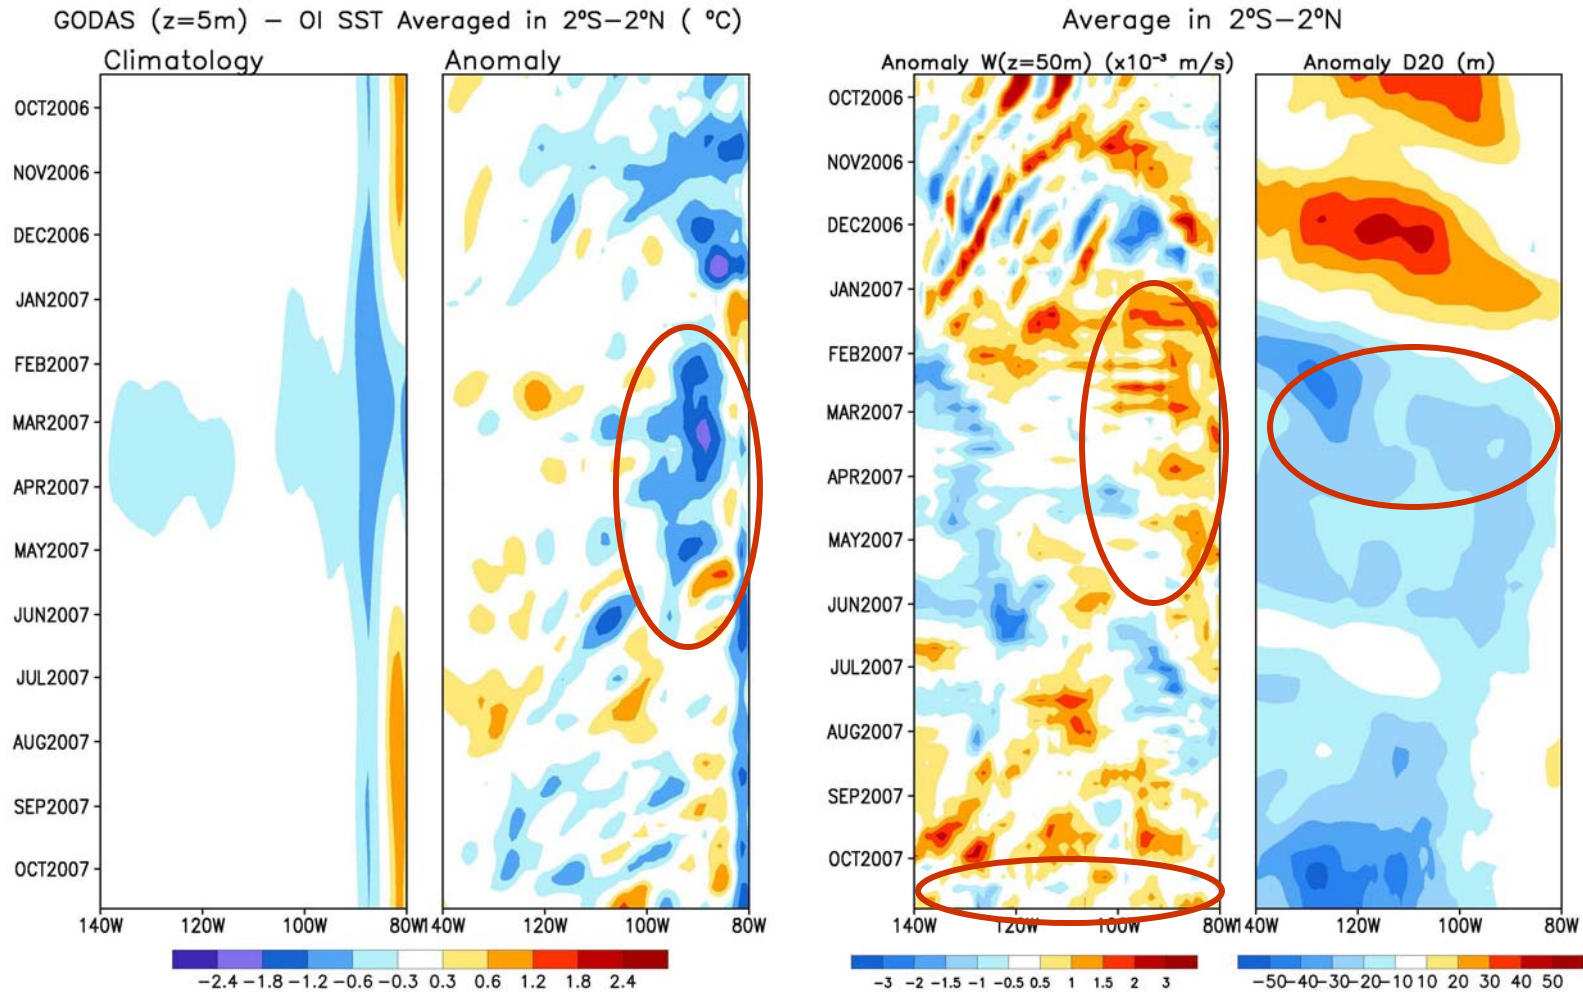 GODAS (z=5m) – OI SST Averaged in 2°S–2°N ( °C)
Climatology
Anomaly
OCT2006
NOV2006
DEC2006
JAN2007
FEB2007
MAR2007
APR2007
MAY2007
JUN2007
JUL2007
AUG2007
SEP2007
OCT2007
140W 120W 100W 80W
140W 120W 100W 80W
-2.4 -1.8 -1.2 -0.6 -0.3 0.3 0.6 1.2 1.8 2.4
Average in 2°S–2°N
Anomaly W(z=50m) (x10⁻³ m/s)
Anomaly D20 (m)
OCT2006
NOV2006
DEC2006
JAN2007
FEB2007
MAR2007
APR2007
MAY2007
JUN2007
JUL2007
AUG2007
SEP2007
OCT2007
140W 120W 100W 80W
140W 120W 100W 80W
-3 -2 -1.5 -1 -0.5 0.5 1 1.5 2 3
-50 -40 -30 -20 -10 10 20 30 40 50